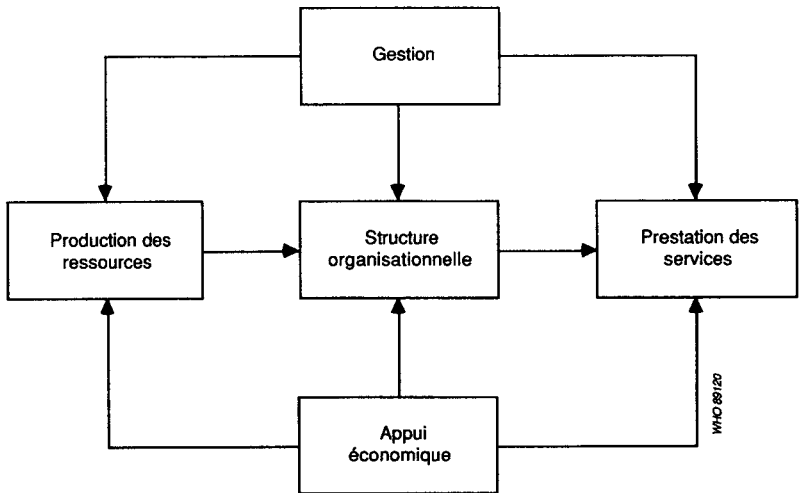 Gestion
Production des
ressources
Structure
organisationnelle
Prestation des
services
Appui
économique
WHO 89120